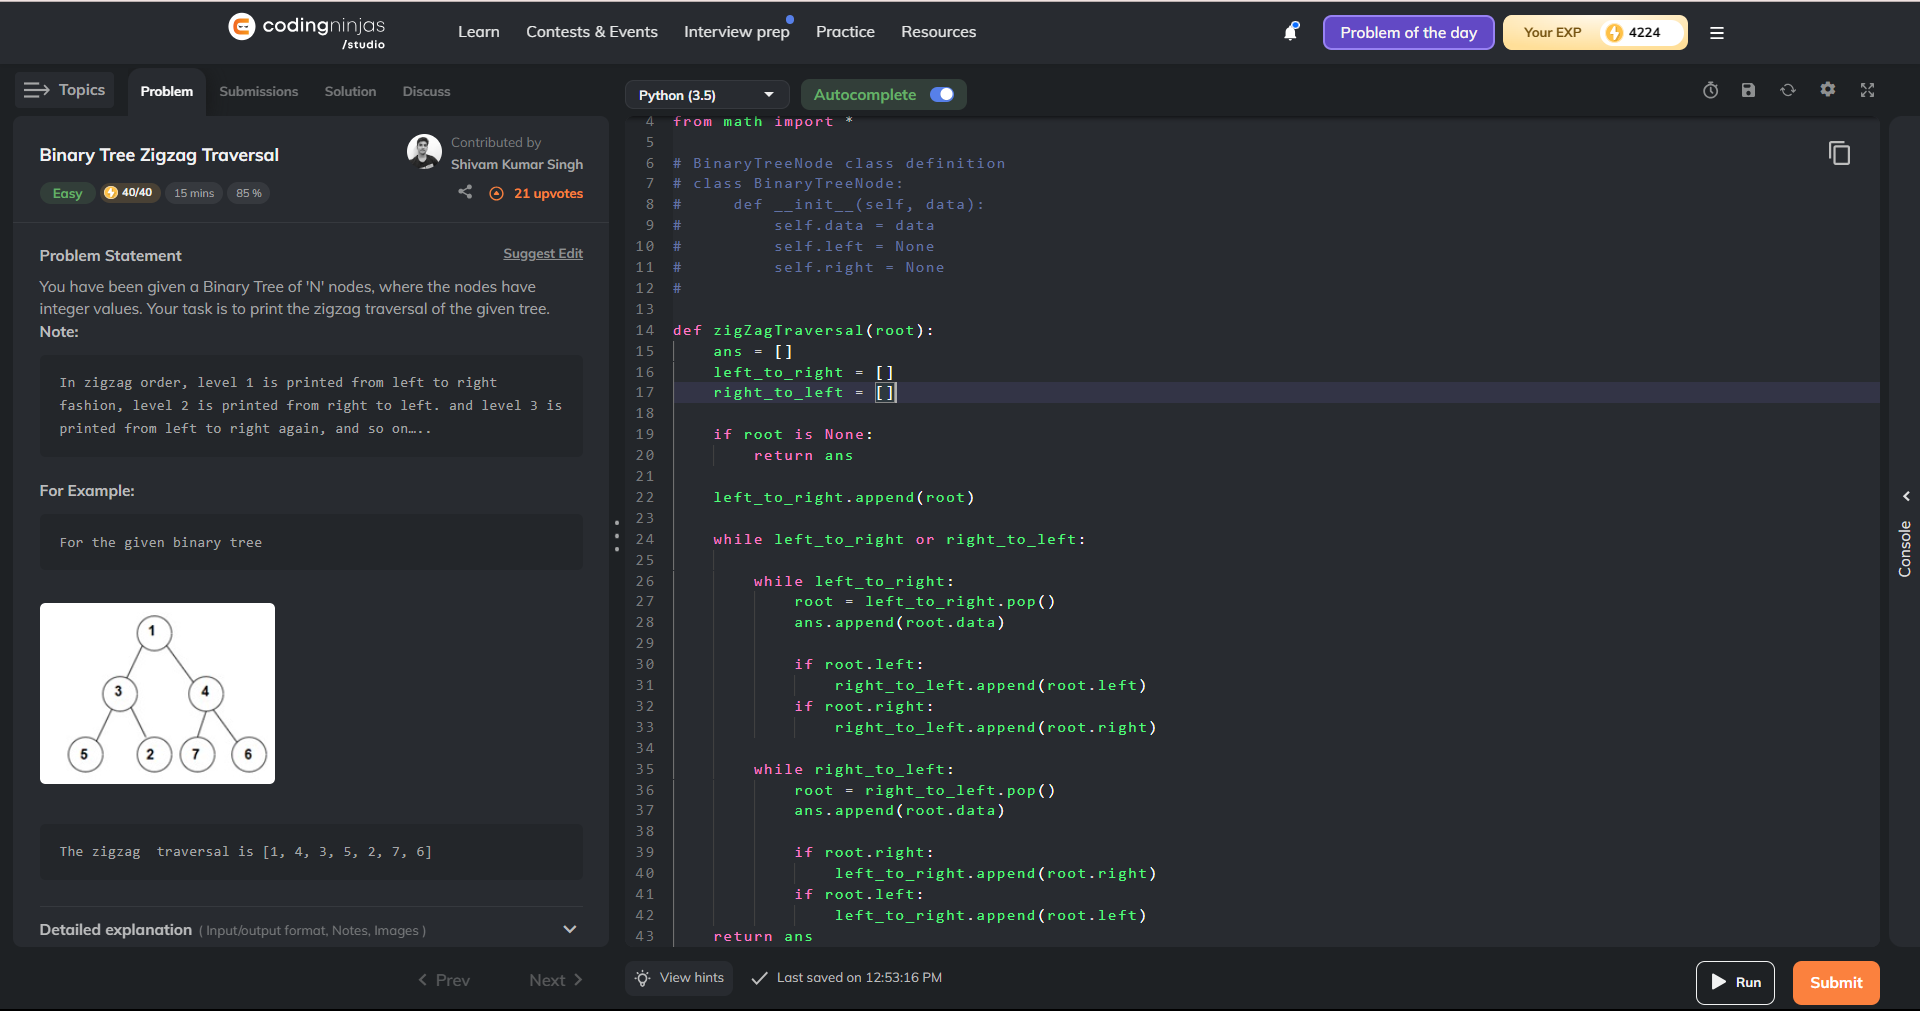 codingninjas
/studio
Learn
Contests & Events
Interview prep
Practice
Resources
Problem of the day
Your EXP
4224
Topics
Problem
Submissions
Solution
Discuss
Binary Tree Zigzag Traversal
Contributed by
Shivam Kumar Singh
Easy
40/40
15 mins
85 %
21 upvotes
Problem Statement
Suggest Edit
You have been given a Binary Tree of 'N' nodes, where the nodes have
integer values. Your task is to print the zigzag traversal of the given tree.
Note:
In zigzag order, level 1 is printed from left to right
fashion, level 2 is printed from right to left. and level 3 is
printed from left to right again, and so on…..
For Example:
For the given binary tree
1
3
4
5
2
7
6
The zigzag  traversal is [1, 4, 3, 5, 2, 7, 6]
Detailed explanation ( Input/output format, Notes, Images )
Prev
Next
Python (3.5)
Autocomplete
4 from math import *
5
6 # BinaryTreeNode class definition
7 # class BinaryTreeNode:
8 #     def __init__(self, data):
9 #         self.data = data
10 #         self.left = None
11 #         self.right = None
12 #
13
14 def zigZagTraversal(root):
15     ans = []
16     left_to_right = []
17     right_to_left = []
18
19     if root is None:
20         return ans
21
22     left_to_right.append(root)
23
24     while left_to_right or right_to_left:
25
26         while left_to_right:
27             root = left_to_right.pop()
28             ans.append(root.data)
29
30             if root.left:
31                 right_to_left.append(root.left)
32             if root.right:
33                 right_to_left.append(root.right)
34
35         while right_to_left:
36             root = right_to_left.pop()
37             ans.append(root.data)
38
39             if root.right:
40                 left_to_right.append(root.right)
41             if root.left:
42                 left_to_right.append(root.left)
43     return ans
Console
View hints
Last saved on 12:53:16 PM
Run
Submit